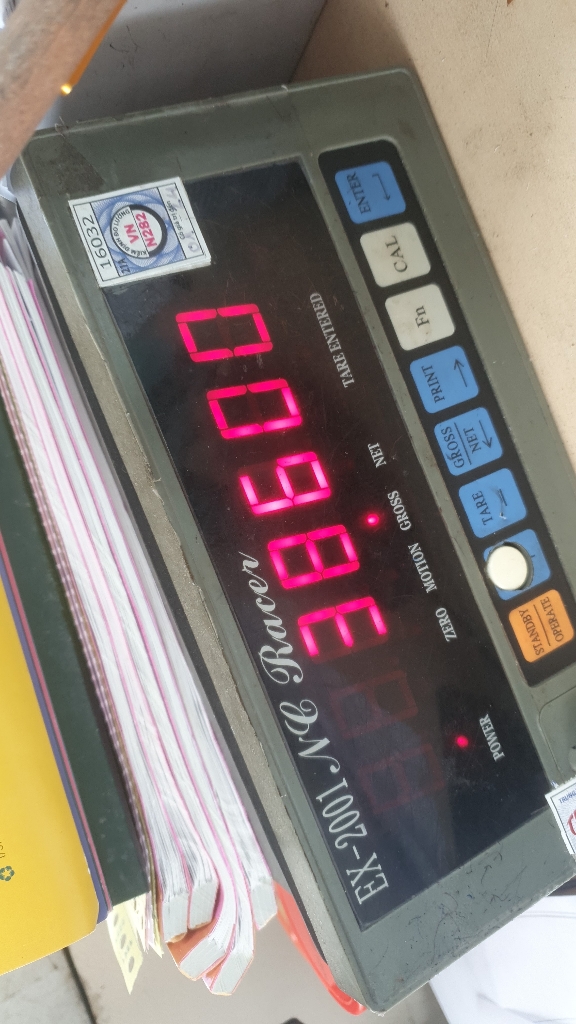 EX-2001 NC Racer
38600
POWER ZERO MOTION GROSS NET TARE ENTERED
STANDBY
OPERATE
TARE
GROSS
NET
PRINT
Fn
CAL
ENTER
16032
VN
N282